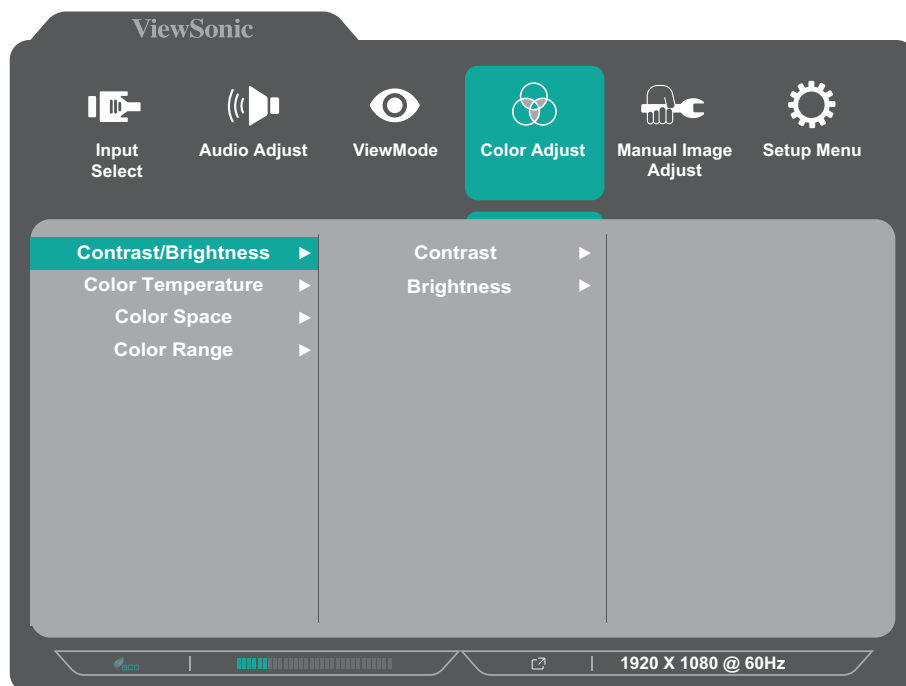 ViewSonic
Input
Select
Audio Adjust
ViewMode
Color Adjust
Manual Image
Adjust
Setup Menu
Contrast/Brightness
Color Temperature
Color Space
Color Range
Contrast
Brightness
eco
1920 X 1080 @ 60Hz